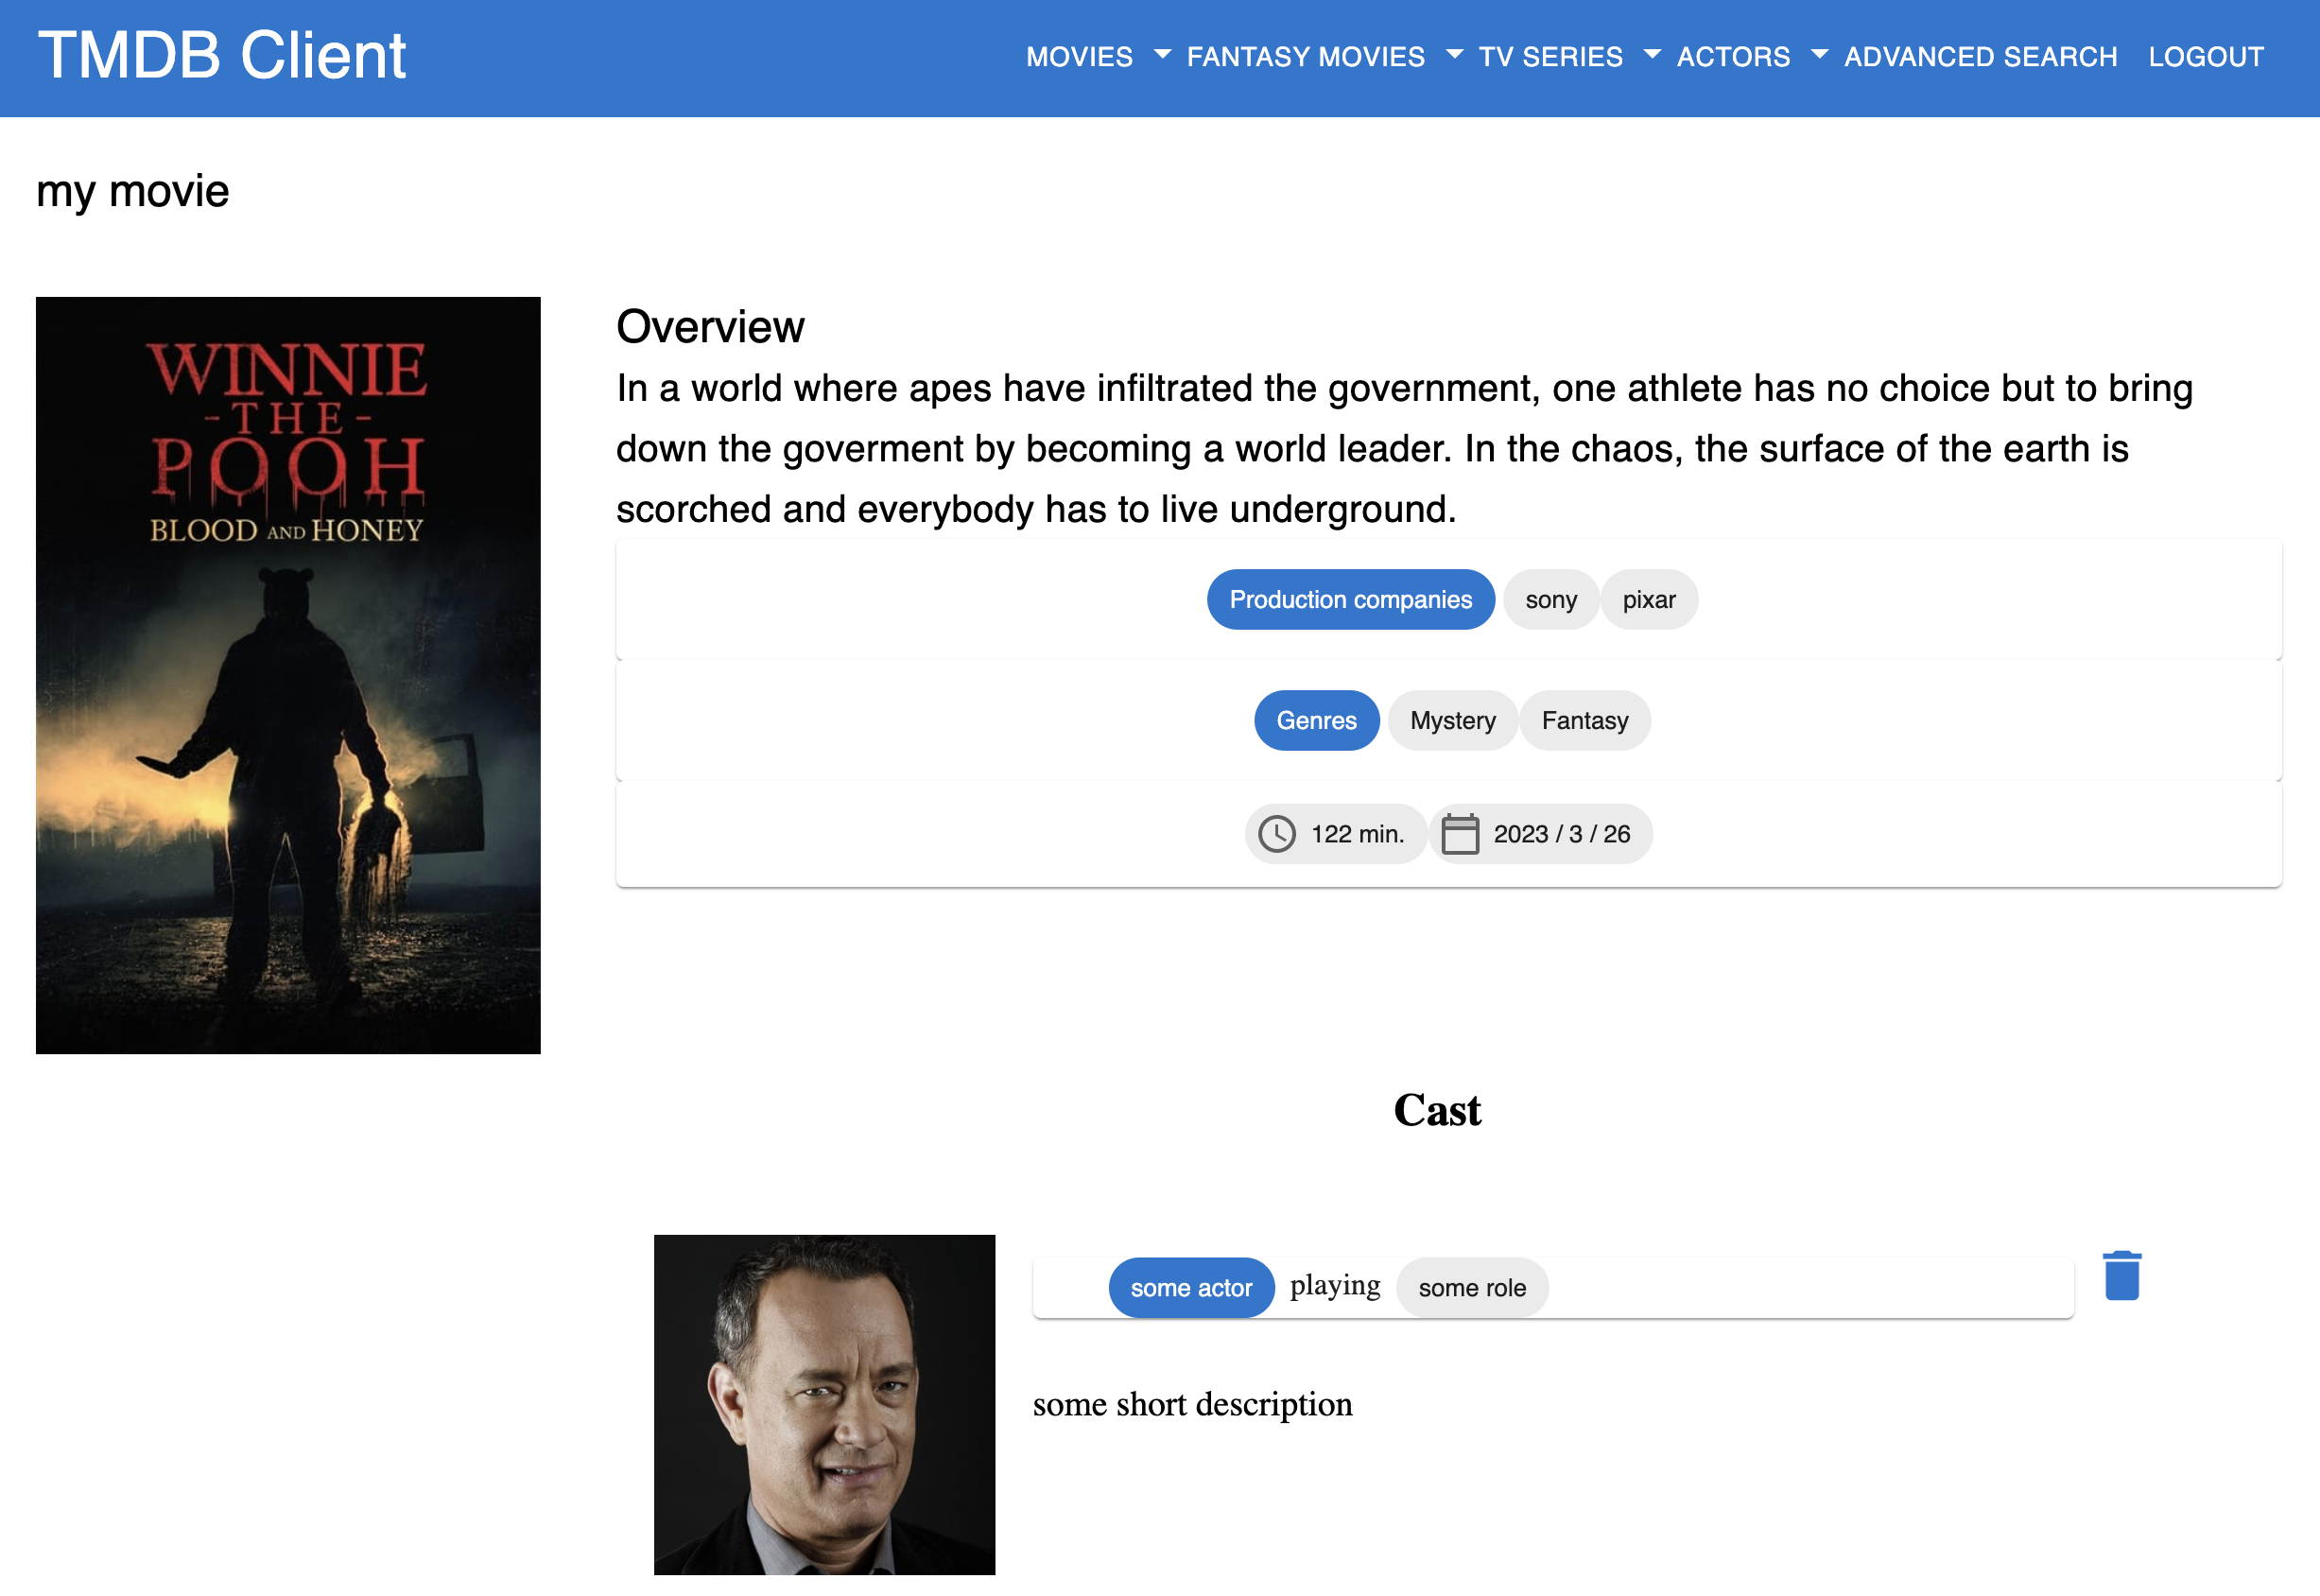 TMDB Client
MOVIES FANTASY MOVIES TV SERIES ACTORS ADVANCED SEARCH LOGOUT
my movie
WINNIE
-THE-
POOH
BLOOD AND HONEY
Overview
In a world where apes have infiltrated the government, one athlete has no choice but to bring
down the goverment by becoming a world leader. In the chaos, the surface of the earth is
scorched and everybody has to live underground.
Production companies sony pixar
Genres Mystery Fantasy
122 min. 2023 / 3 / 26
Cast
some actor playing some role
some short description